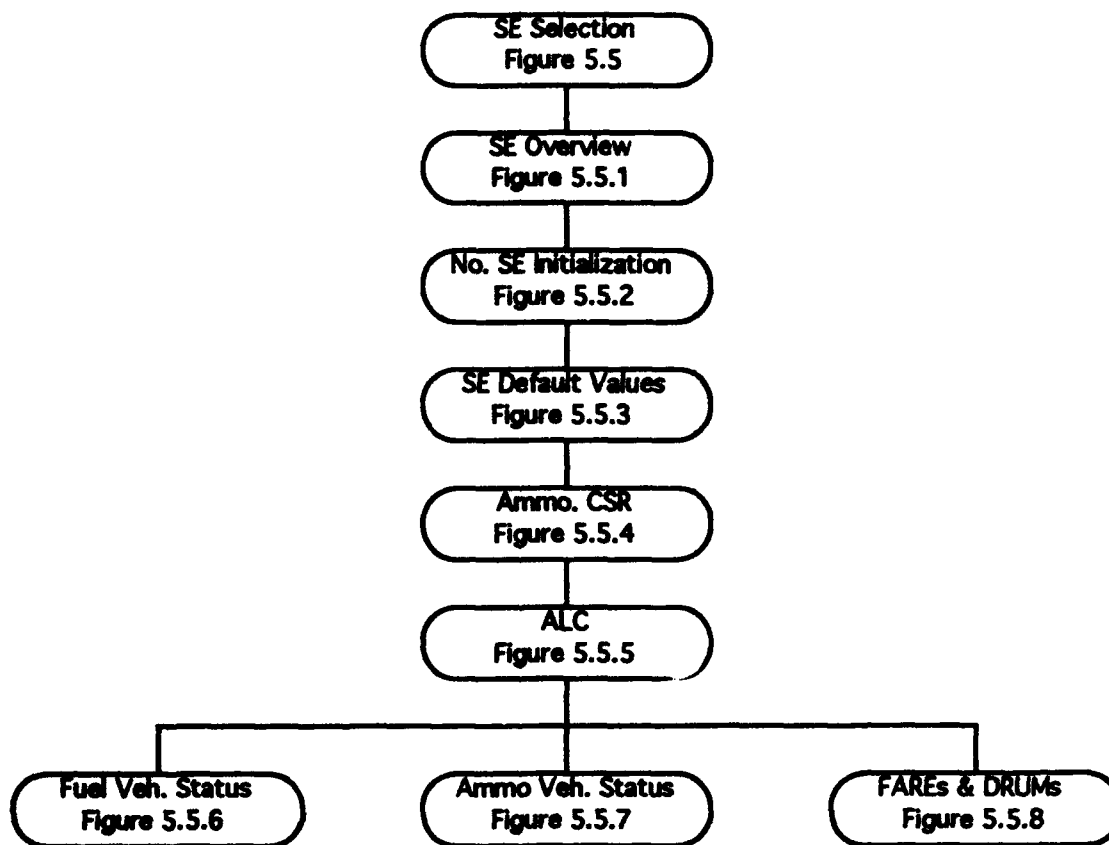 SE Selection
Figure 5.5
SE Overview
Figure 5.5.1
No. SE Initialization
Figure 5.5.2
SE Default Values
Figure 5.5.3
Ammo. CSR
Figure 5.5.4
ALC
Figure 5.5.5
Fuel Veh. Status
Figure 5.5.6
Ammo Veh. Status
Figure 5.5.7
FAREs & DRUMs
Figure 5.5.8